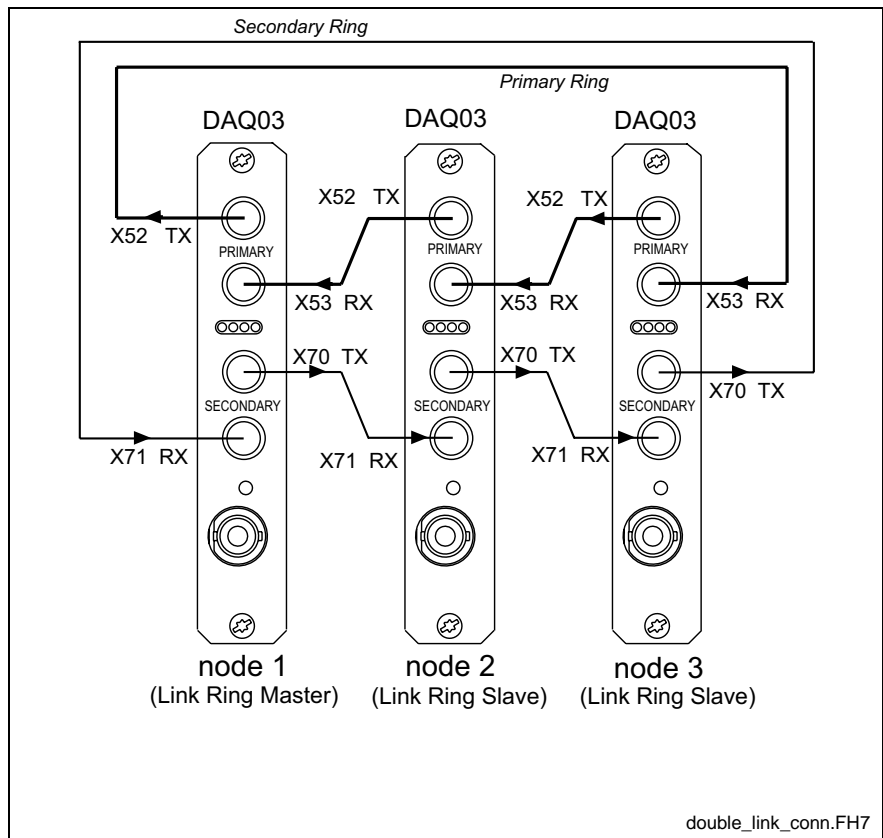 Secondary Ring
Primary Ring
DAQ03 DAQ03 DAQ03
X52 TX X52 TX
X52 TX
PRIMARY PRIMARY PRIMARY
X53 RX X53 RX X53 RX
X70 TX X70 TX
X70 TX
SECONDARY SECONDARY SECONDARY
X71 RX X71 RX X71 RX
node 1 node 2 node 3
(Link Ring Master) (Link Ring Slave) (Link Ring Slave)
double_link_conn.FH7